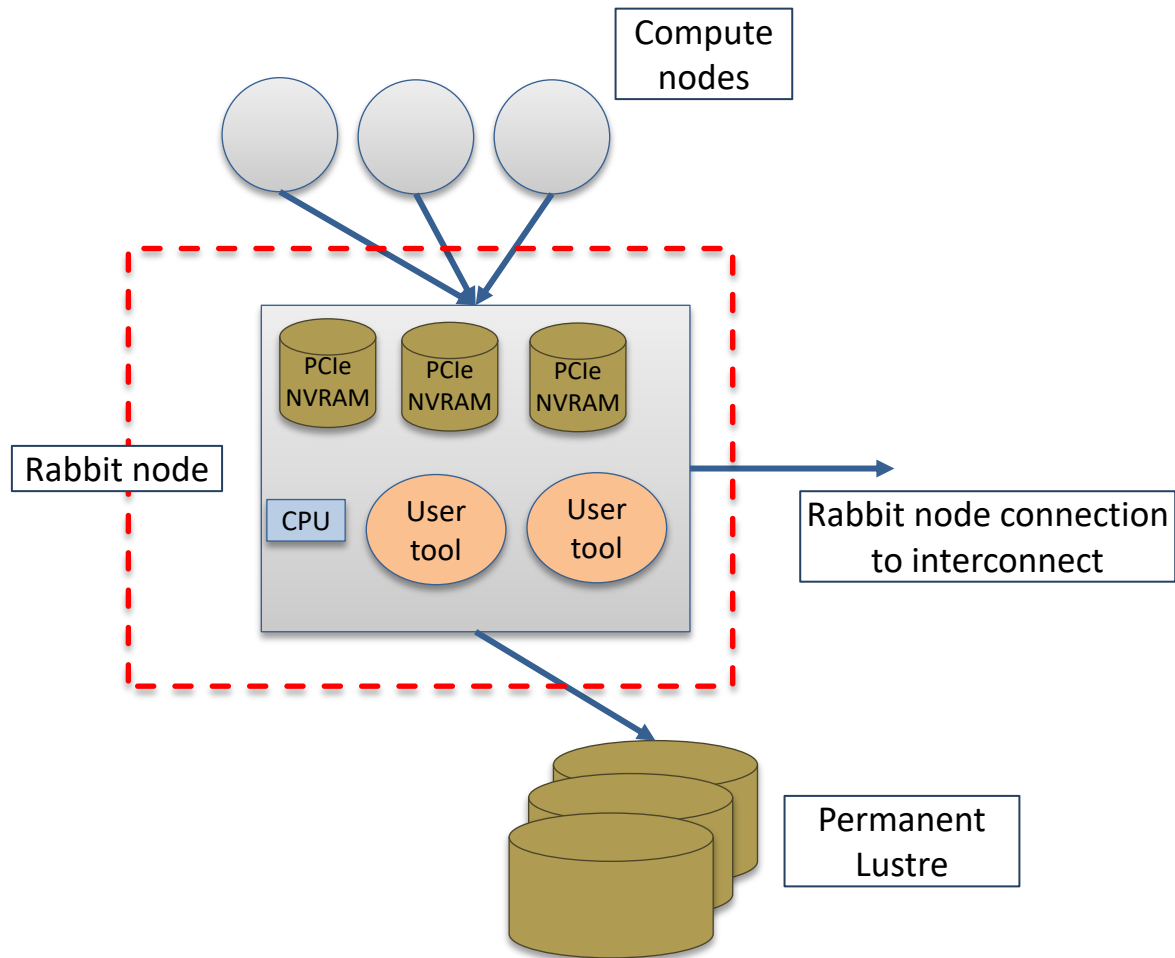 Compute
nodes
PCIe
NVRAM
PCIe
NVRAM
PCIe
NVRAM
Rabbit node
CPU
User
tool
User
tool
Rabbit node connection
to interconnect
Permanent
Lustre